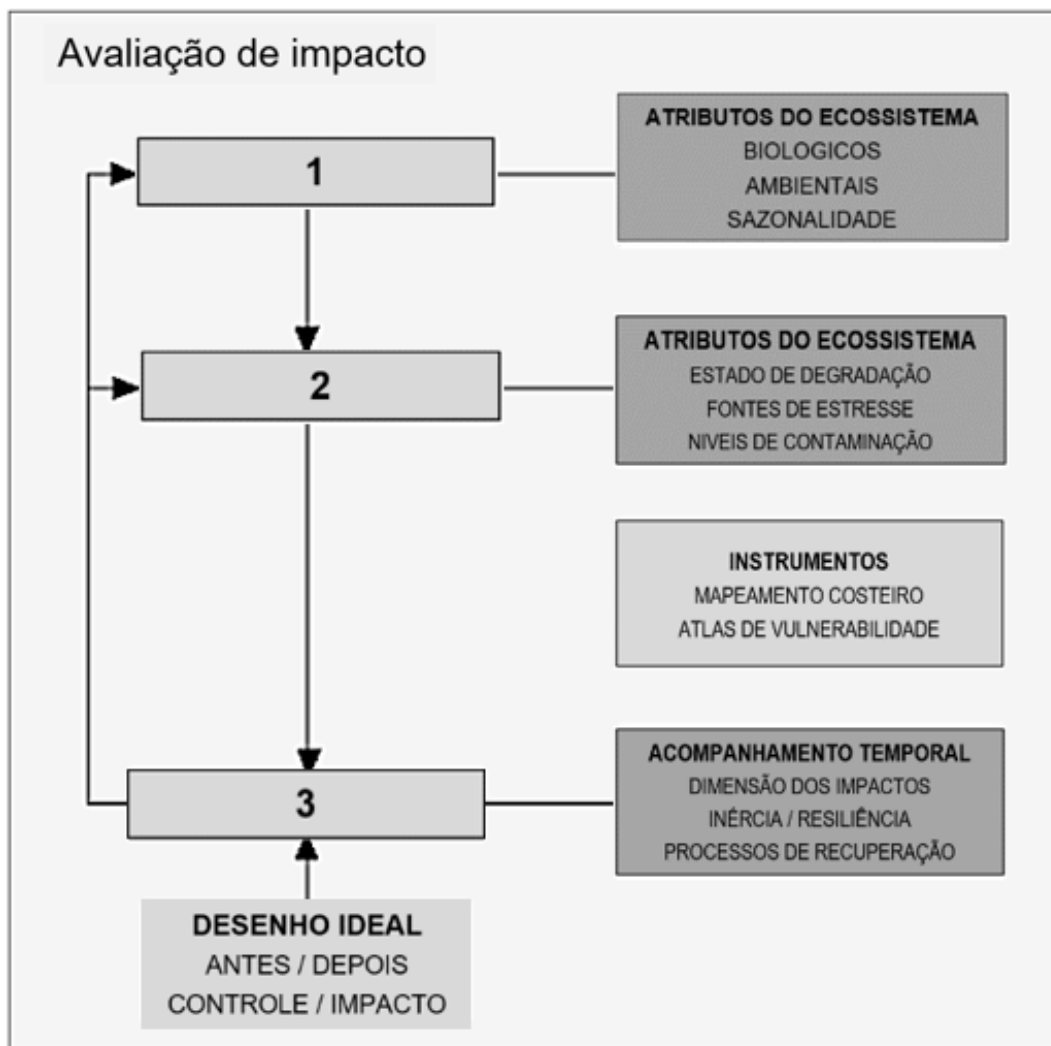 Avaliação de impacto
1
ATRIBUTOS DO ECOSSISTEMA
BIOLOGICOS
AMBIENTAIS
SAZONALIDADE
2
ATRIBUTOS DO ECOSSISTEMA
ESTADO DE DEGRADAÇÃO
FONTES DE ESTRESSE
NIVEIS DE CONTAMINAÇÃO
INSTRUMENTOS
MAPEAMENTO COSTEIRO
ATLAS DE VULNERABILIDADE
3
ACOMPANHAMENTO TEMPORAL
DIMENSÃO DOS IMPACTOS
INÉRCIA / RESILIÊNCIA
PROCESSOS DE RECUPERAÇÃO
DESENHO IDEAL
ANTES / DEPOIS
CONTROLE / IMPACTO